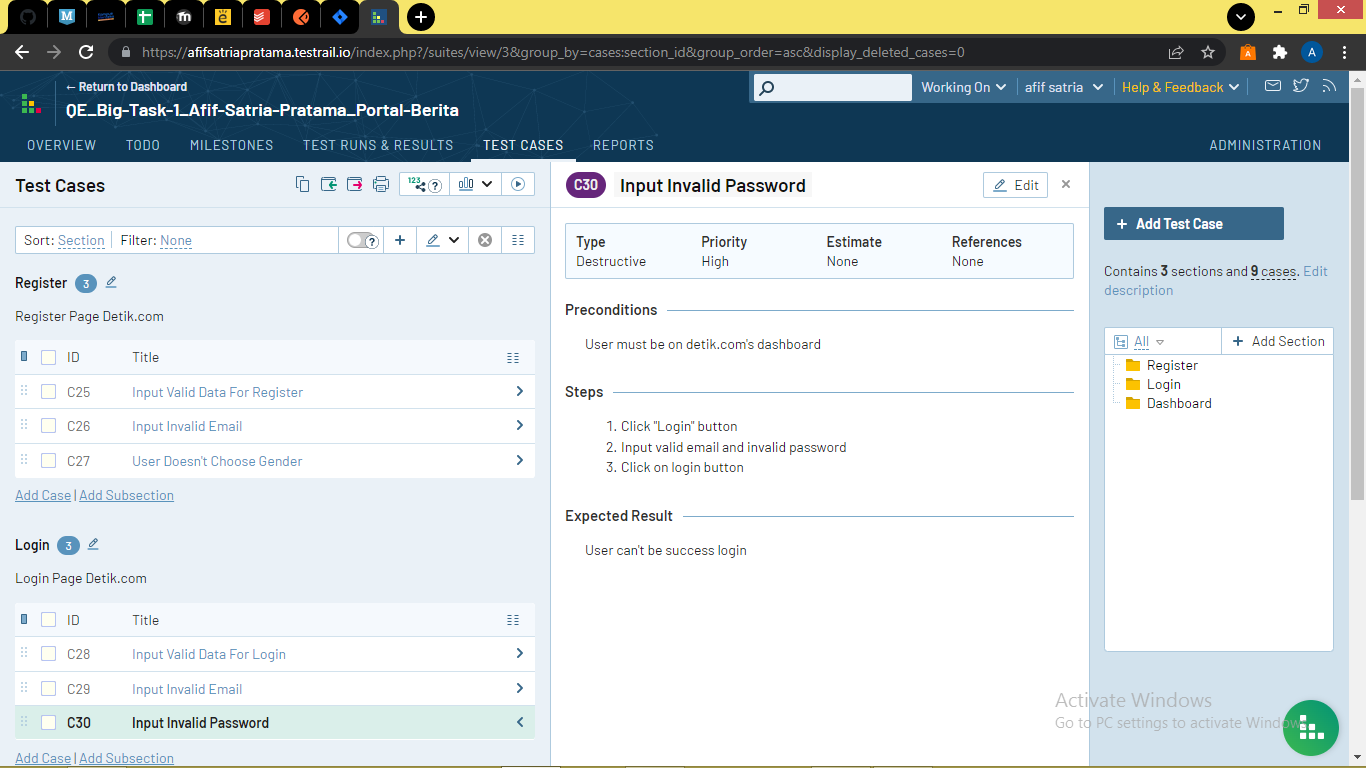 https://afifsatriapratama.testrail.io/index.php?/suites/view/3&group_by=cases:section_id&group_order=asc&display_deleted_cases=0
← Return to Dashboard
QE_Big-Task-1_Afif-Satria-Pratama_Portal-Berita
Working On
afif satria
Help & Feedback
OVERVIEW TODO MILESTONES TEST RUNS & RESULTS TEST CASES REPORTS ADMINISTRATION
Test Cases
Sort: Section Filter: None
Register 3
Register Page Detik.com
ID Title
C25 Input Valid Data For Register
C26 Input Invalid Email
C27 User Doesn't Choose Gender
Add Case | Add Subsection
Login 3
Login Page Detik.com
ID Title
C28 Input Valid Data For Login
C29 Input Invalid Email
C30 Input Invalid Password
Add Case | Add Subsection
C30 Input Invalid Password
Edit
Type Priority Estimate References
Destructive High None None
Preconditions
User must be on detik.com's dashboard
Steps
1. Click "Login" button
2. Input valid email and invalid password
3. Click on login button
Expected Result
User can't be success login
+ Add Test Case
Contains 3 sections and 9 cases. Edit
description
All + Add Section
Register
Login
Dashboard
Activate Windows
Go to PC settings to activate Windows.